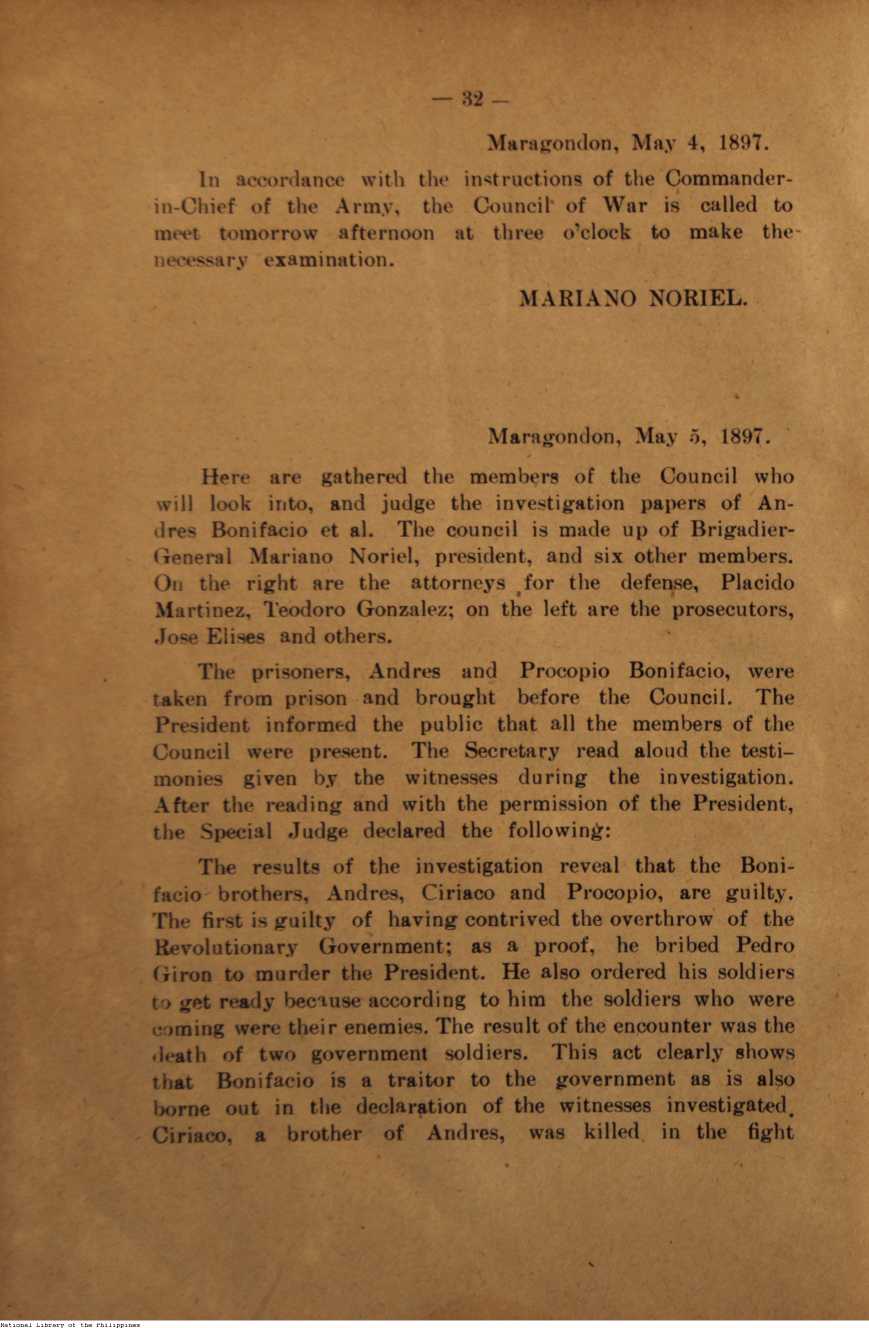 — 32 —
Maragondon, May 4, 1897.
In accordance with the instructions of the Commander-
in-Chief of the Army, the Council of War is called to
meet tomorrow afternoon at three o'clock to make the
necessary examination.
MARIANO NORIEL.
Maragondon, May 5, 1897.
Here are gathered the members of the Council who
will look into, and judge the investigation papers of An-
dres Bonifacio et al. The council is made up of Brigadier-
General Mariano Noriel, president, and six other members.
On the right are the attorneys for the defense, Placido
Martinez, Teodoro Gonzalez; on the left are the prosecutors,
Jose Elises and others.
The prisoners, Andres and Procopio Bonifacio, were
taken from prison and brought before the Council. The
President informed the public that all the members of the
Council were present. The Secretary read aloud the testi-
monies given by the witnesses during the investigation.
After the reading and with the permission of the President,
the Special Judge declared the following:
The results of the investigation reveal that the Boni-
facio brothers, Andres, Ciriaco and Procopio, are guilty.
The first is guilty of having contrived the overthrow of the
Revolutionary Government; as a proof, he bribed Pedro
Giron to murder the President. He also ordered his soldiers
to get ready because according to him the soldiers who were
coming were their enemies. The result of the encounter was the
death of two government soldiers. This act clearly shows
that Bonifacio is a traitor to the government as is also
borne out in the declaration of the witnesses investigated.
Ciriaco, a brother of Andres, was killed in the fight
National Library of the Philippines